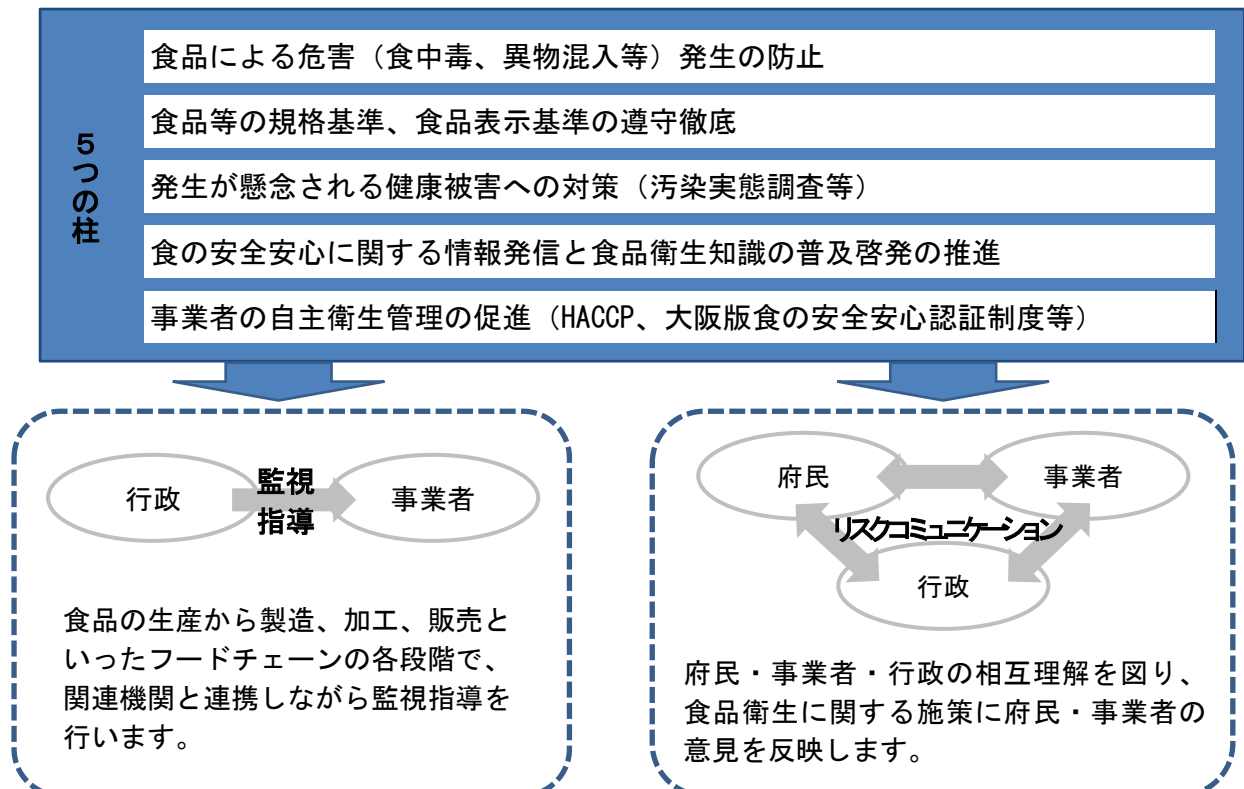 5つの柱
食品による危害（食中毒、異物混入等）発生の防止
食品等の規格基準、食品表示基準の遵守徹底
発生が懸念される健康被害への対策（汚染実態調査等）
食の安全安心に関する情報発信と食品衛生知識の普及啓発の推進
事業者の自主衛生管理の促進（HACCP、大阪版食の安全安心認証制度等）
行政
監視
指導
事業者
食品の生産から製造、加工、販売と
いったフードチェーンの各段階で、
関連機関と連携しながら監視指導を
行います。
府民
事業者
リスクコミュニケーション
行政
府民・事業者・行政の相互理解を図り、
食品衛生に関する施策に府民・事業者の
意見を反映します。